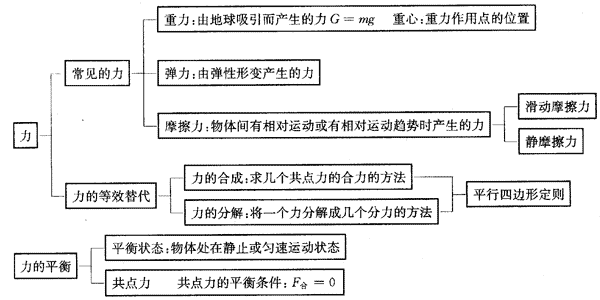 重力:由地球吸引而产生的力G = mg 重心:重力作用点的位置
常见的力
弹力:由弹性形变产生的力
滑动摩擦力
力
摩擦力:物体间有相对运动或有相对运动趋势时产生的力
静摩擦力
力的合成:求几个共点力的合力的方法
力的等效替代
平行四边形定则
力的分解:将一个力分解成几个分力的方法
平衡状态:物体处在静止或匀速运动状态
力的平衡
共点力 共点力的平衡条件:F合 = 0